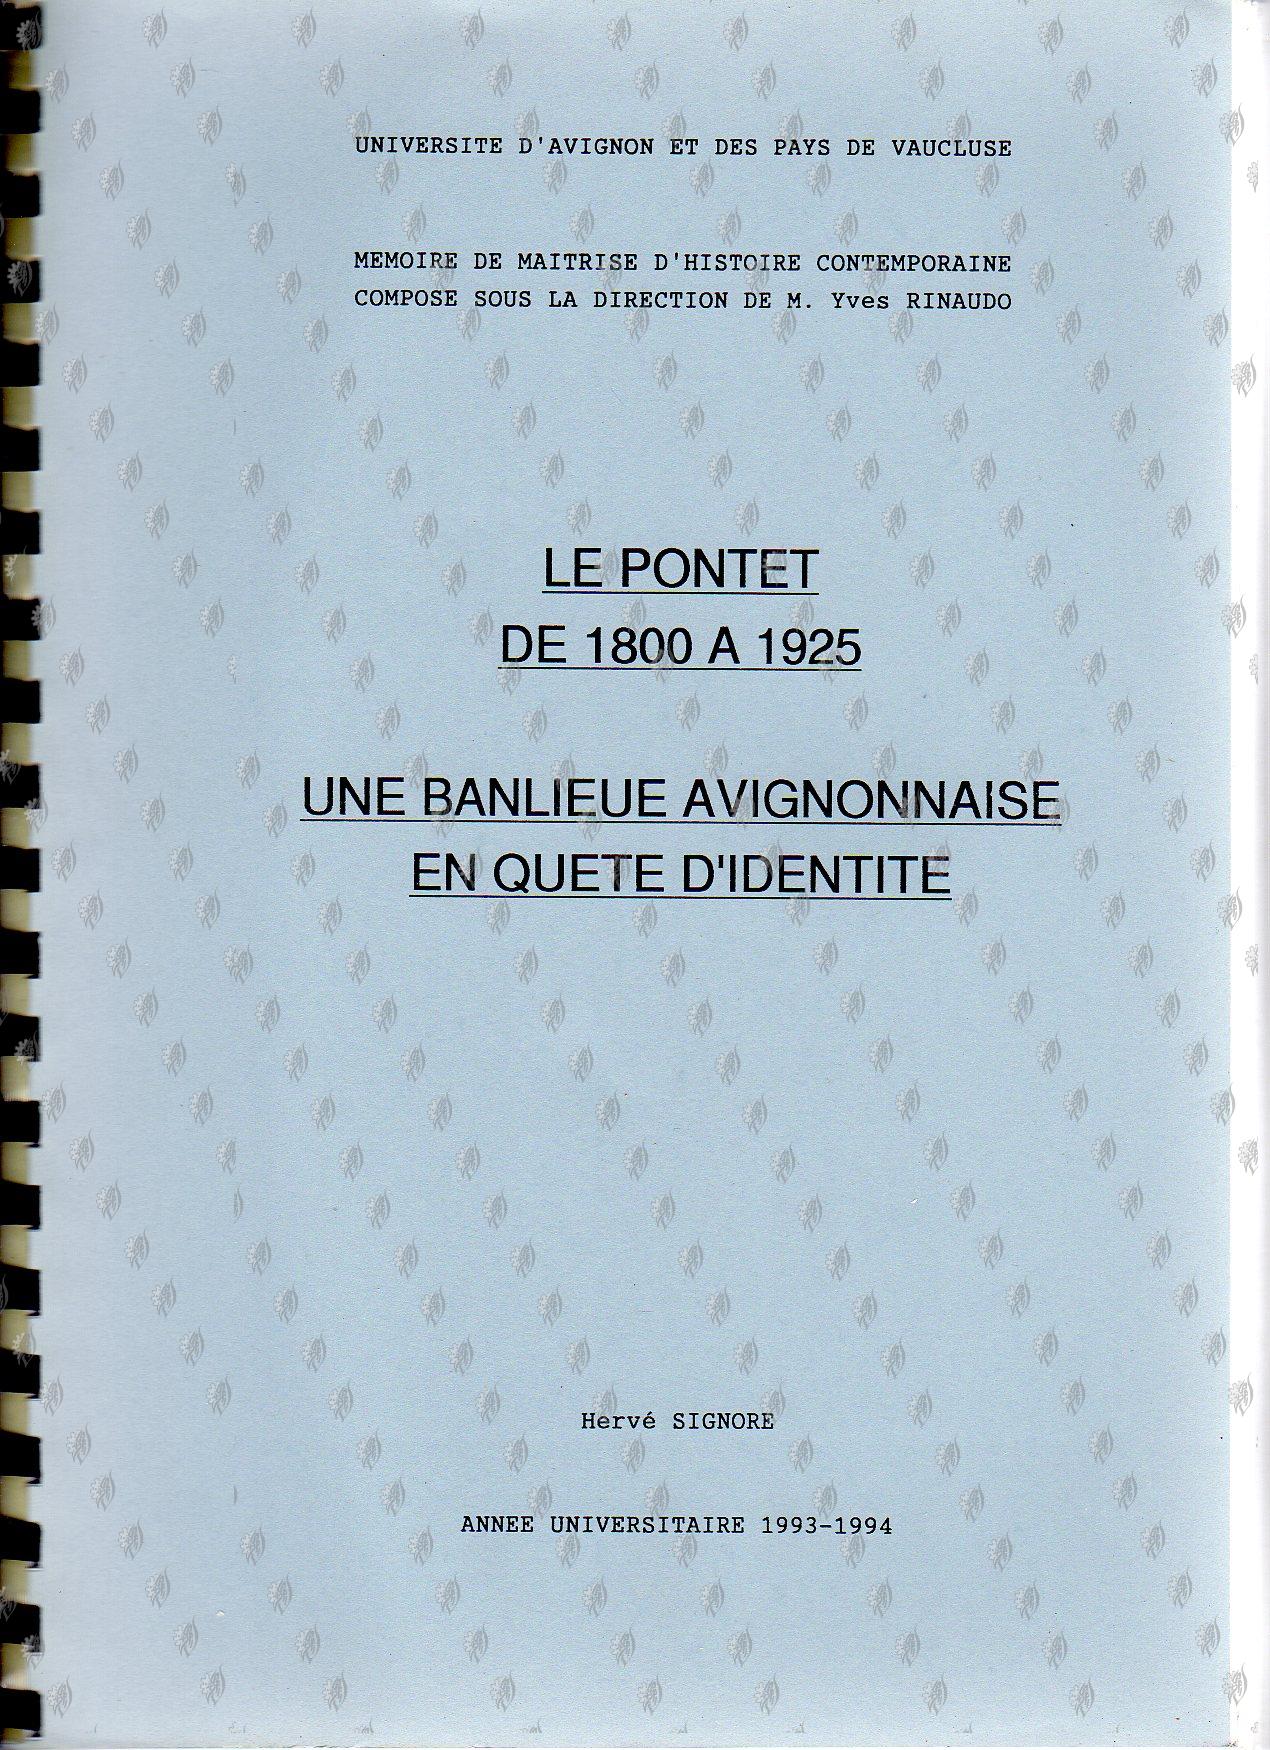 UNIVERSITE D'AVIGNON ET DES PAYS DE VAUCLUSE
MEMOIRE DE MAITRISE D'HISTOIRE CONTEMPORAINE
COMPOSE SOUS LA DIRECTION DE M. Yves RINAUDO
LE PONTET
DE 1800 A 1925
UNE BANLIEUE AVIGNONNAISE
EN QUETE D'IDENTITE
Hervé SIGNORE
ANNEE UNIVERSITAIRE 1993-1994